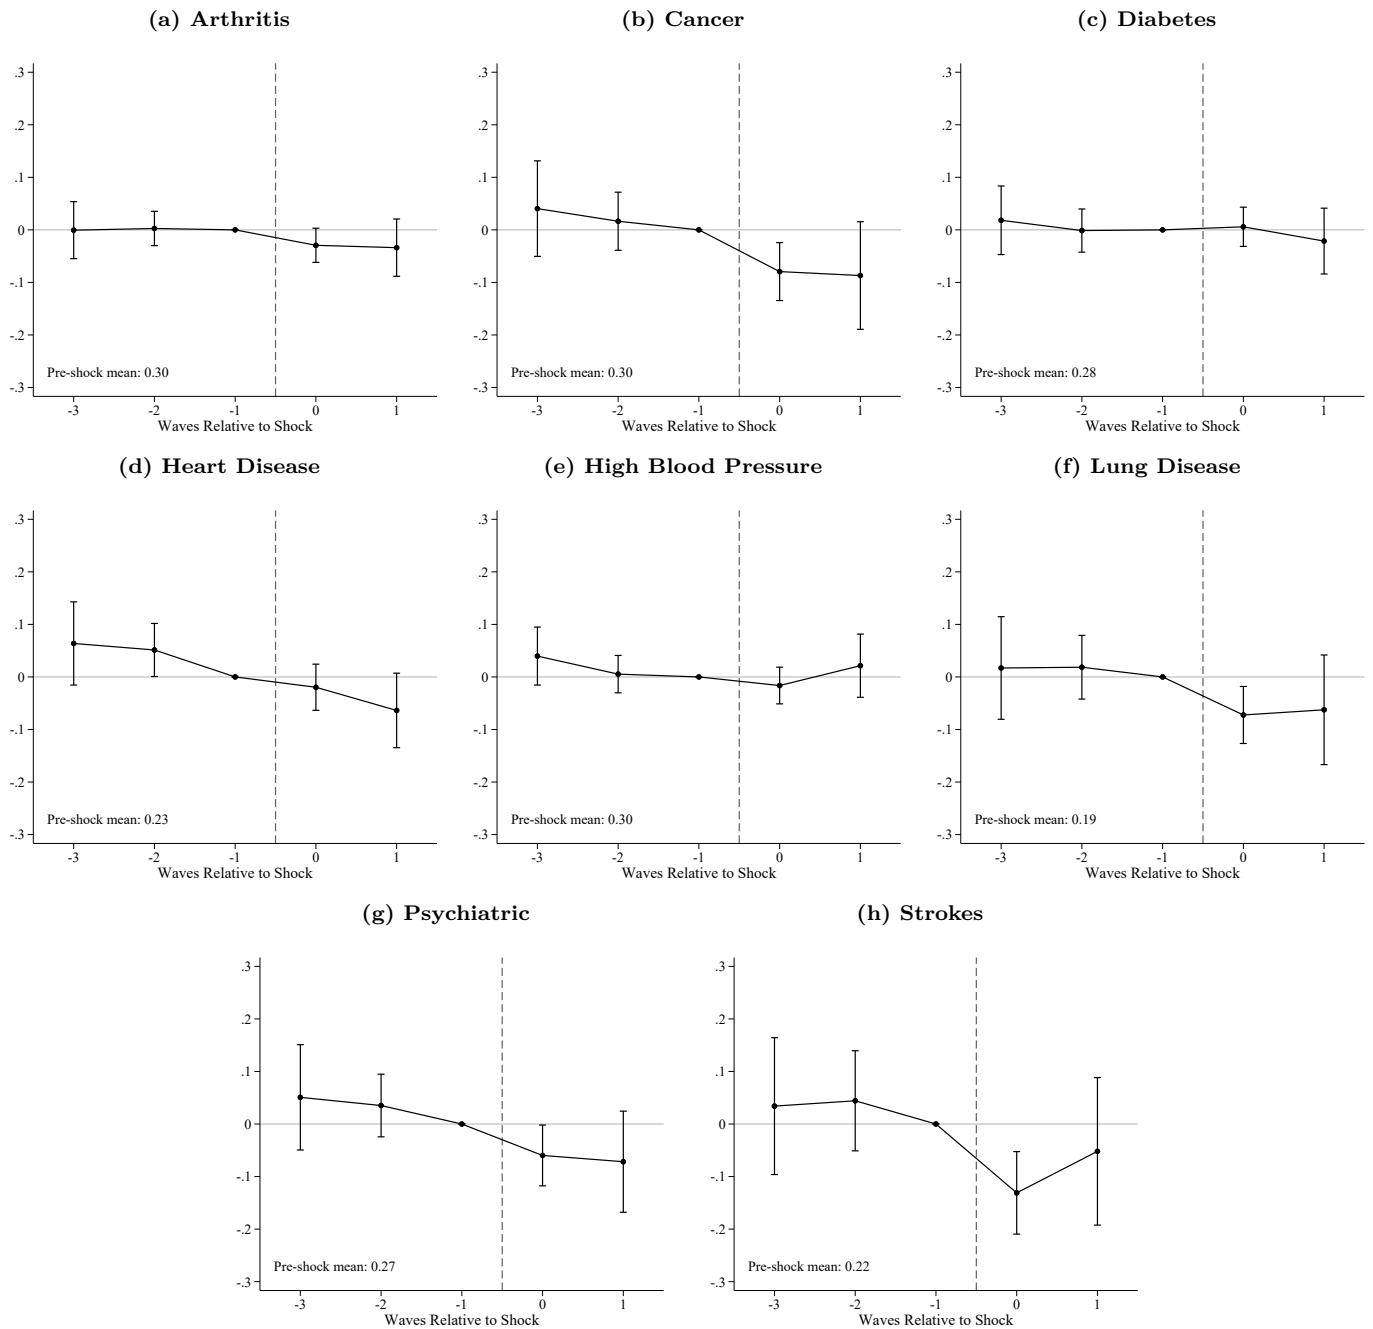 (a) Arthritis
.3
.2
.1
0
-.1
-.2
-.3
Pre-shock mean: 0.30
-3 -2 -1 0 1
Waves Relative to Shock
(b) Cancer
.3
.2
.1
0
-.1
-.2
-.3
Pre-shock mean: 0.30
-3 -2 -1 0 1
Waves Relative to Shock
(c) Diabetes
.3
.2
.1
0
-.1
-.2
-.3
Pre-shock mean: 0.28
-3 -2 -1 0 1
Waves Relative to Shock
(d) Heart Disease
.3
.2
.1
0
-.1
-.2
-.3
Pre-shock mean: 0.23
-3 -2 -1 0 1
Waves Relative to Shock
(e) High Blood Pressure
.3
.2
.1
0
-.1
-.2
-.3
Pre-shock mean: 0.30
-3 -2 -1 0 1
Waves Relative to Shock
(f) Lung Disease
.3
.2
.1
0
-.1
-.2
-.3
Pre-shock mean: 0.19
-3 -2 -1 0 1
Waves Relative to Shock
(g) Psychiatric
.3
.2
.1
0
-.1
-.2
-.3
Pre-shock mean: 0.27
-3 -2 -1 0 1
Waves Relative to Shock
(h) Strokes
.3
.2
.1
0
-.1
-.2
-.3
Pre-shock mean: 0.22
-3 -2 -1 0 1
Waves Relative to Shock